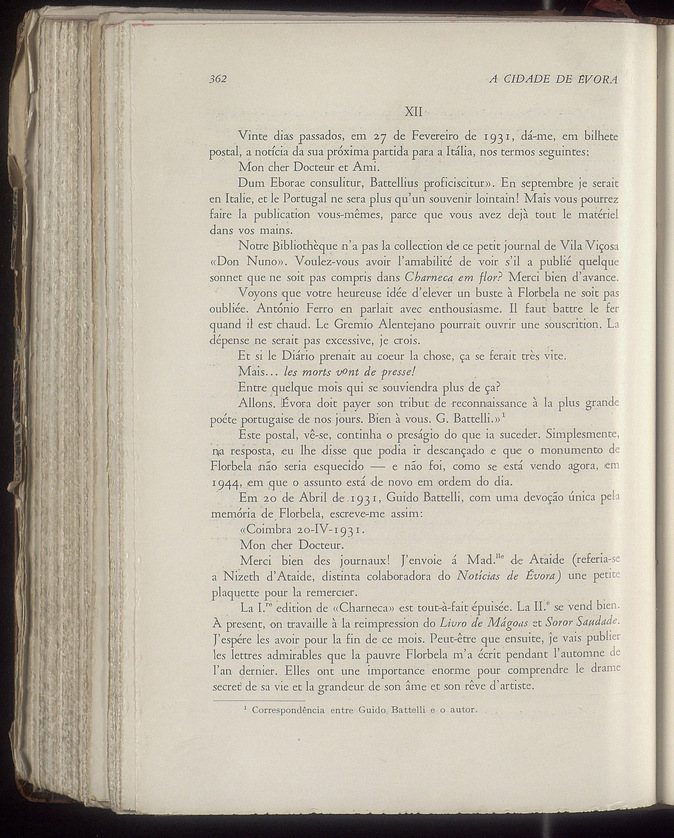 362
A CIDADE DE ÉVORA
XII
Vinte dias passados, em 27 de Fevereiro de 1931, dá-me, em bilhete
postal, a notícia da sua próxima partida para a Itália, nos termos seguintes:
Mon cher Docteur et Ami.
Dum Eborae consulitur, Battellius proficiscitur». En septembre je serait
en Italie, et le Portugal ne sera plus qu'un souvenir lointain! Mais vous pourrez
faire la publication vous-mêmes, parce que vous avez dejà tout le matériel
dans vos mains.
Notre Bibliothèque n'a pas la collection de ce petit journal de Vila Viçosa
«Don Nuno». Voulez-vous avoir l'amabilité de voir s'il a publié quelque
sonnet que ne soit pas compris dans Charneca em flor? Merci bien d'avance.
Voyons que votre heureuse idée d'elever un buste à Florbela ne soit pas
oubliée. António Ferro en parlait avec enthousiasme. Il faut battre le fer
quand il est chaud. Le Gremio Alentejano pourrait ouvrir une souscrition. La
dépense ne serait pas excessive, je crois.
Et si le Diário prenait au coeur la chose, ça se ferait très vite.
Mais... les morts vont de presse!
Entre quelque mois qui se souviendra plus de ça?
Allons. Évora doit payer son tribut de reconnaissance à la plus grande
poéte portugaise de nos jours. Bien à vous. G. Battelli.»¹
Este postal, vê-se, continha o presságio do que ia suceder. Simplesmente,
na resposta, eu lhe disse que podia ir descançado e que o monumento de
Florbela não seria esquecido — e não foi, como se está vendo agora, em
1944, em que o assunto está de novo em ordem do dia.
Em 20 de Abril de 1931, Guido Battelli, com uma devoção única pela
memória de Florbela, escreve-me assim:
«Coimbra 20-IV-1931.
Mon cher Docteur.
Merci bien des journaux! J'envoie á Mad.lle de Ataíde (referia-se
a Nizeth d'Ataide, distinta colaboradora do Notícias de Évora) une petite
plaquette pour la remercier.
La I.re edition de «Charneca» est tout-à-fait épuisée. La II.e se vend bien.
À present, on travaille à la reimpression do Livro de Mágoas et Soror Saudade.
J'espére les avoir pour la fin de ce mois. Peut-être que ensuite, je vais publier
les lettres admirables que la pauvre Florbela m'a écrit pendant l'automne de
l'an dernier. Elles ont une importance enorme pour comprendre le drame
secret de sa vie et la grandeur de son âme et son rêve d'artiste.
¹ Correspondência entre Guido Battelli e o autor.